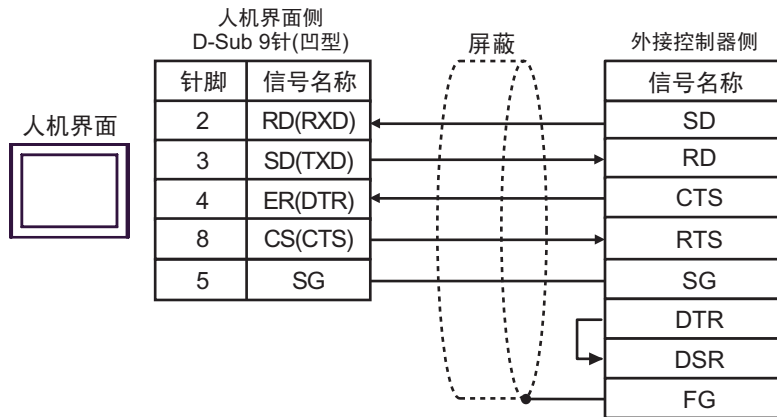 人机界面侧
D-Sub 9针(凹型)
屏蔽
外接控制器侧
人机界面
针脚 信号名称
2 RD(RXD)
3 SD(TXD)
4 ER(DTR)
8 CS(CTS)
5 SG
信号名称
SD
RD
CTS
RTS
SG
DTR
DSR
FG